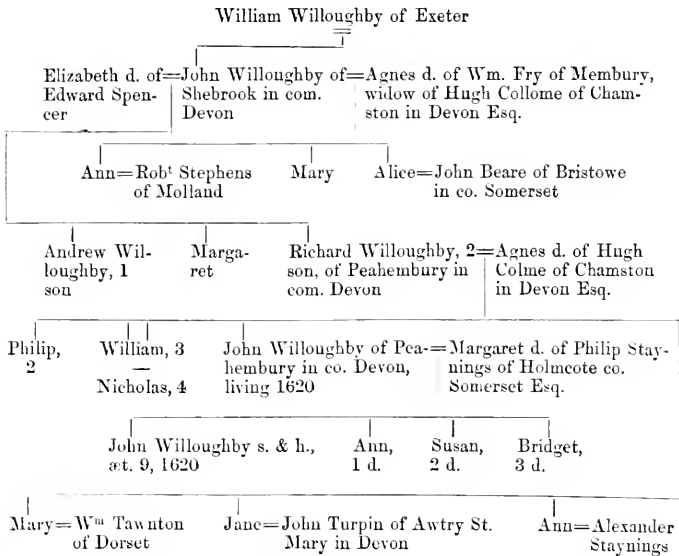 William Willoughby of Exeter
Elizabeth d. of=John Willoughby of=Agnes d. of Wm. Fry of Membury,
Edward Spen- Shebrook in com. widow of Hugh Collome of Cham-
cer Devon ston in Devon Esq.
Ann=Robᵗ Stephens Mary Alice=John Beare of Bristowe
of Molland in co. Somerset
Andrew Wil- Marga- Richard Willoughby, 2=Agnes d. of Hugh
loughby, 1 ret son, of Peahembury in Colme of Chamston
son com. Devon in Devon Esq.
Philip, William, 3 John Willoughby of Pea-=Margaret d. of Philip Stay-
2 — hembury in co. Devon, nings of Holmcote co.
Nicholas, 4 living 1620 Somerset Esq.
John Willoughby s. & h., Ann, Susan, Bridget,
æt. 9, 1620 1 d. 2 d. 3 d.
Mary=Wᵐ Tawnton Jane=John Turpin of Awtry St. Ann=Alexander
of Dorset Mary in Devon Staynings